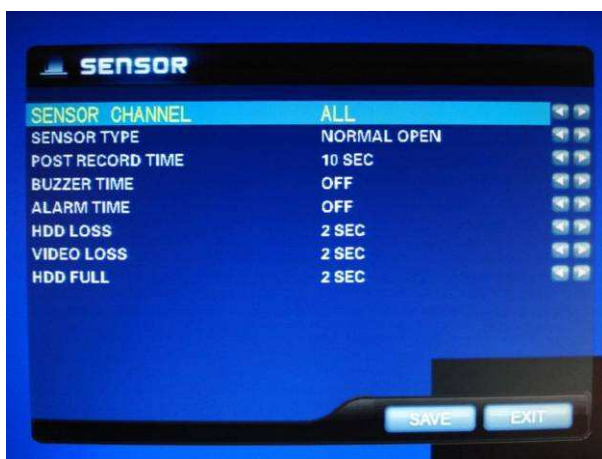 SENSOR
SENSOR CHANNEL ALL
SENSOR TYPE NORMAL OPEN
POST RECORD TIME 10 SEC
BUZZER TIME OFF
ALARM TIME OFF
HDD LOSS 2 SEC
VIDEO LOSS 2 SEC
HDD FULL 2 SEC
SAVE EXIT